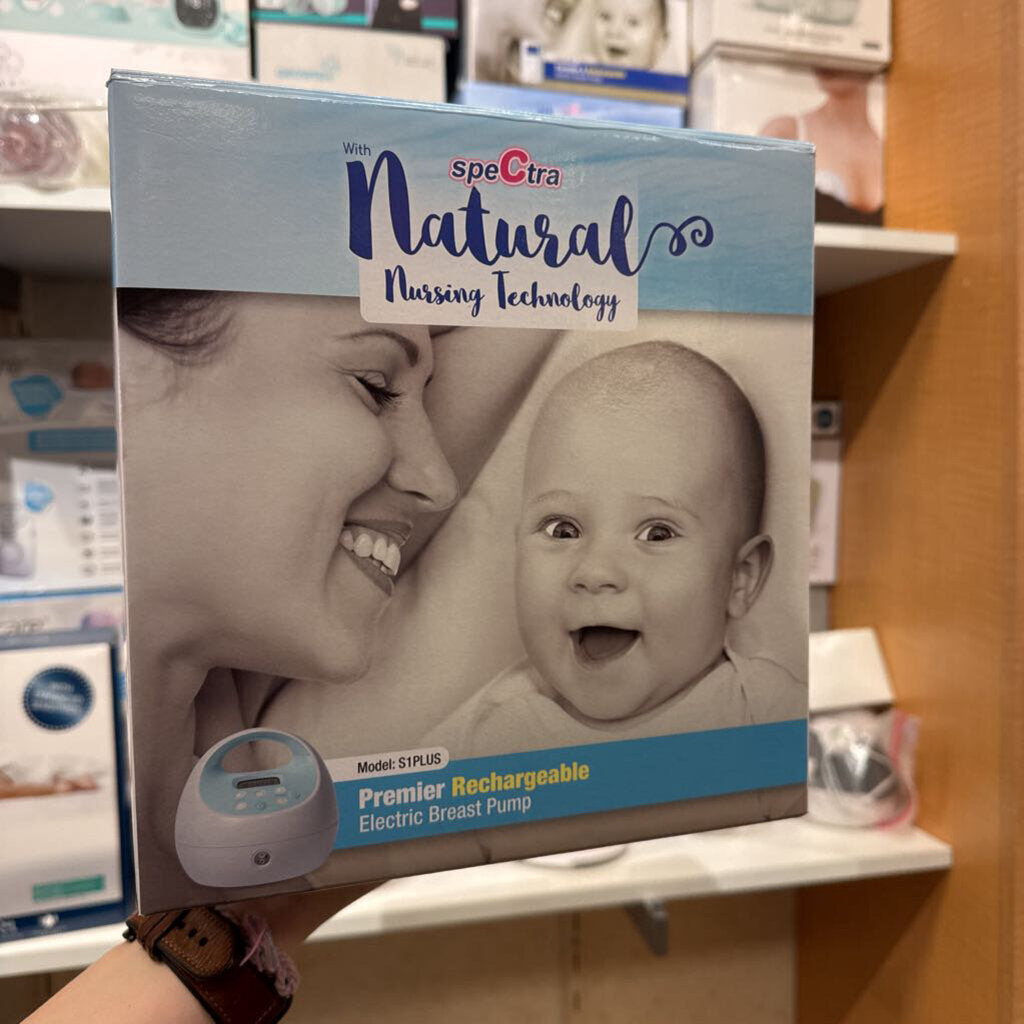 With
speCtra
Natural
Nursing Technology
Model: S1PLUS
Premier Rechargeable
Electric Breast Pump